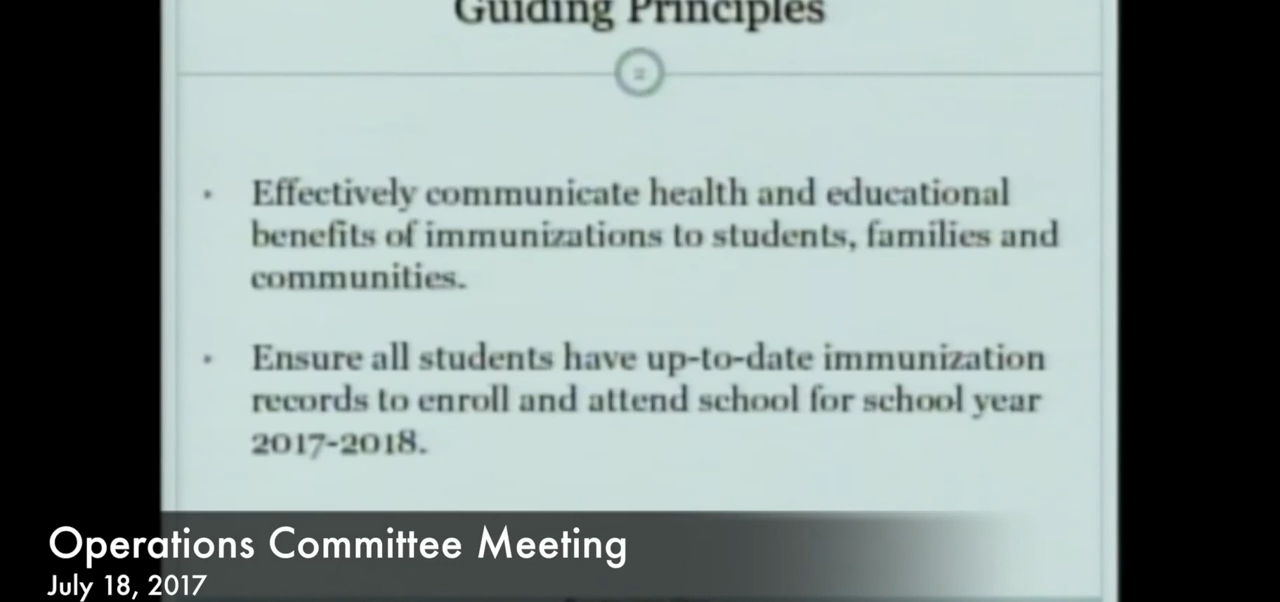 Guiding Principles
2
• Effectively communicate health and educational
benefits of immunizations to students, families and
communities.
• Ensure all students have up-to-date immunization
records to enroll and attend school for school year
2017-2018.
Operations Committee Meeting
July 18, 2017